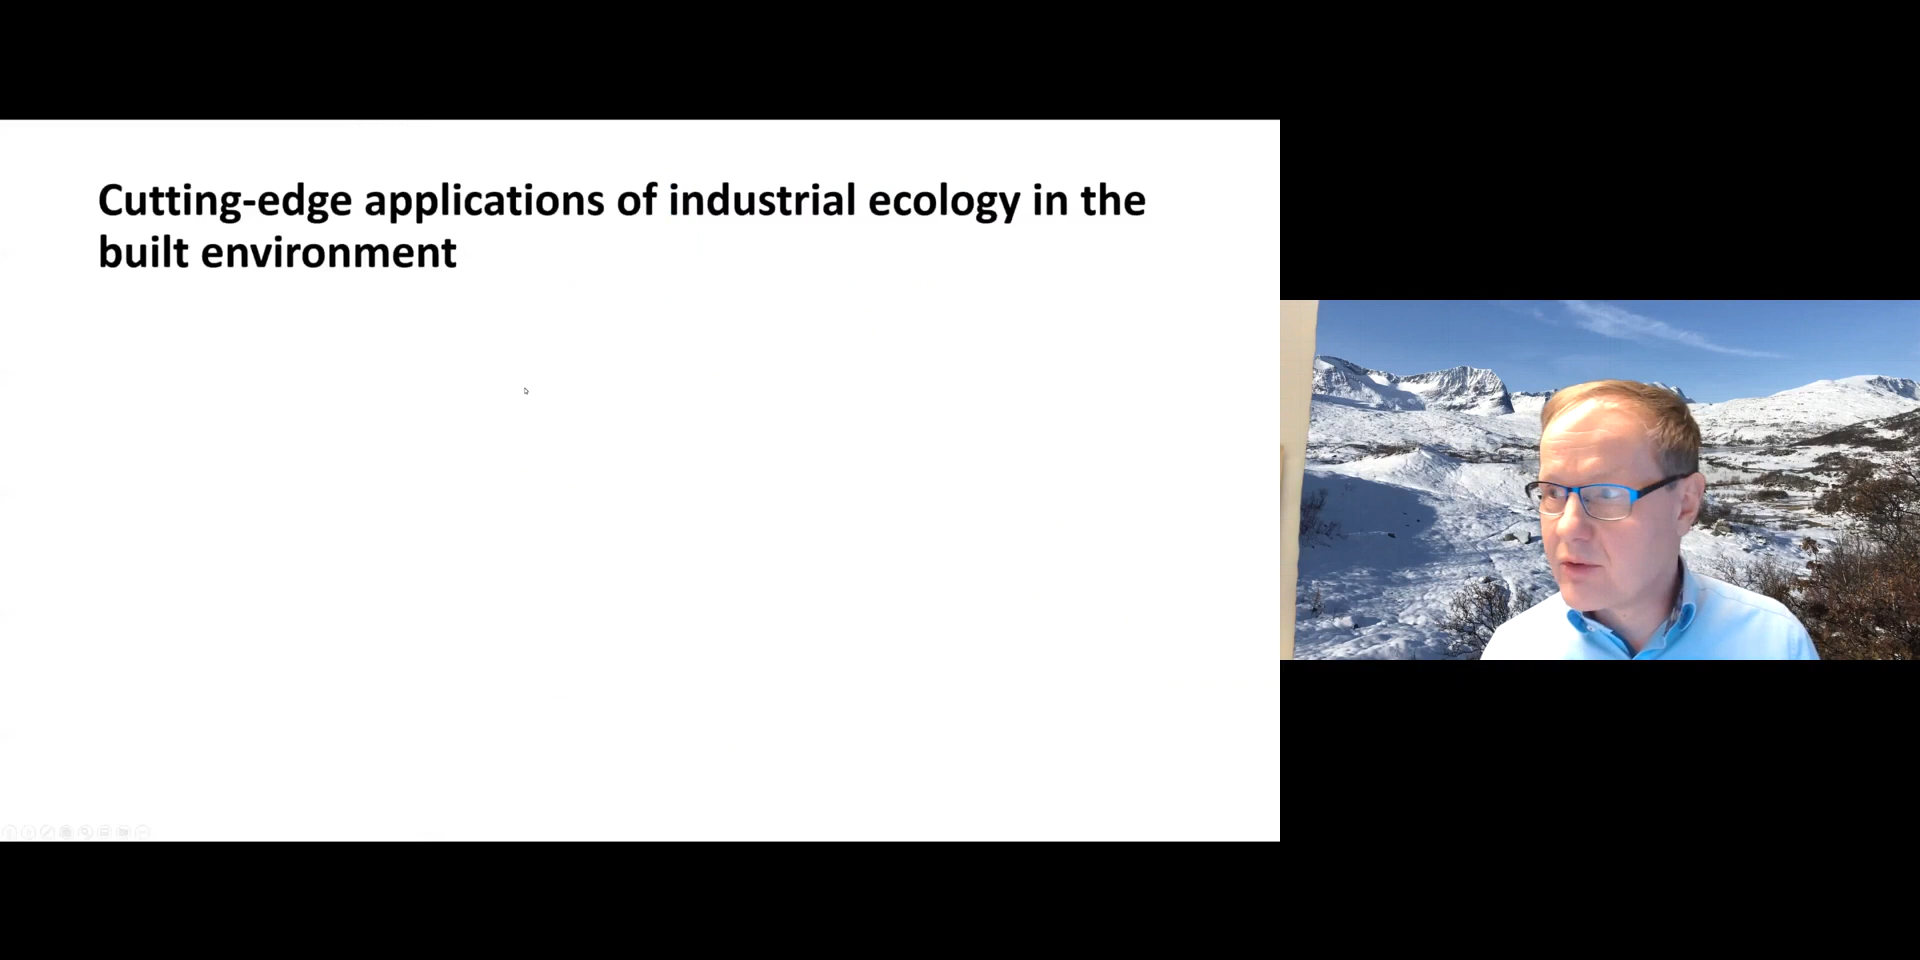 Cutting-edge applications of industrial ecology in the
built environment